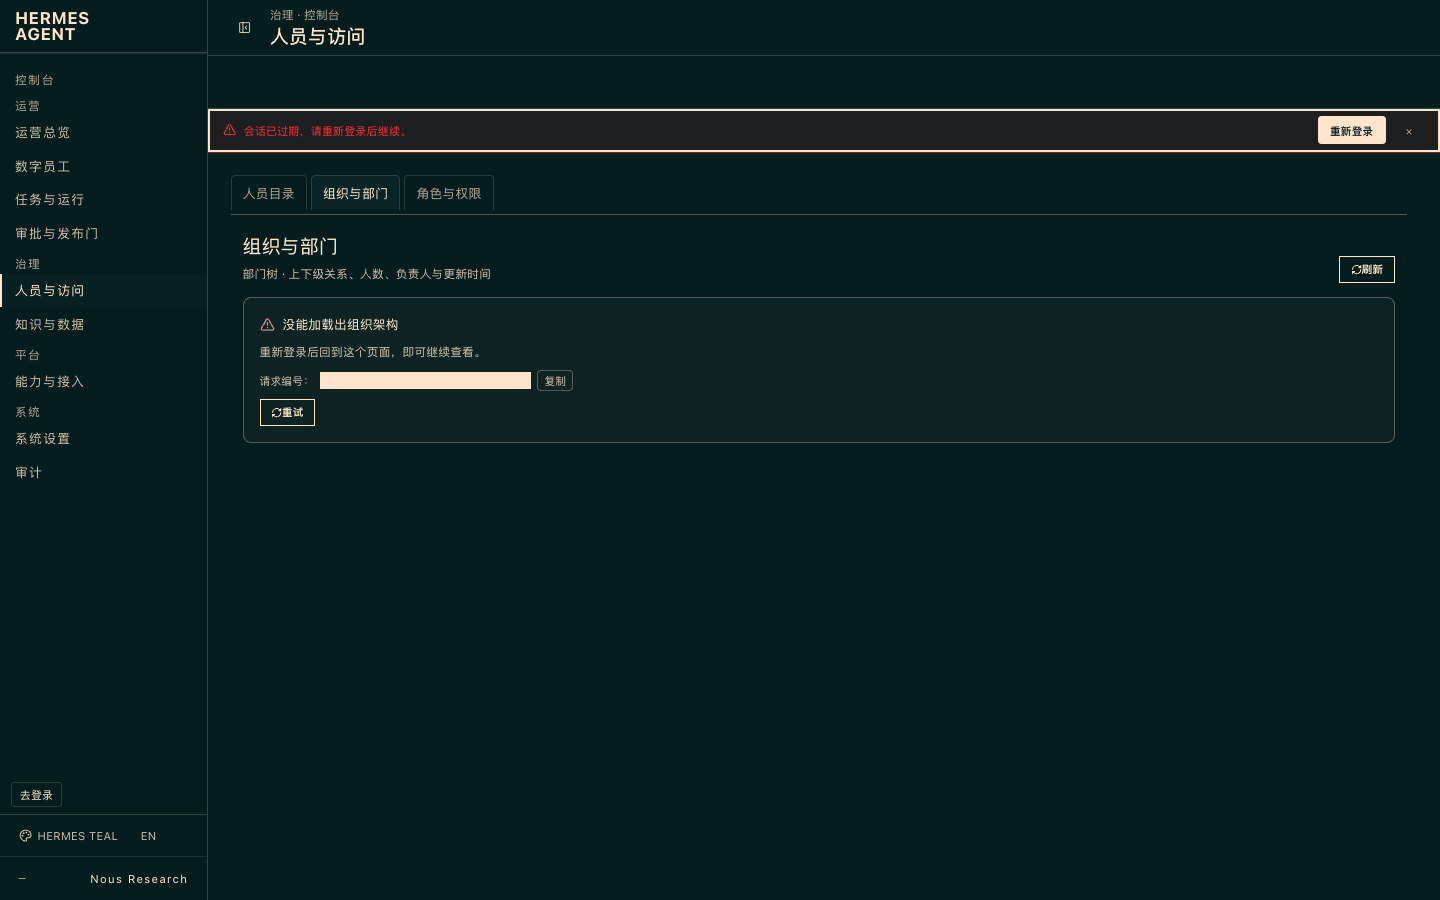 HERMES
AGENT
控制台
运营
运营总览
数字员工
任务与运行
审批与发布门
治理
人员与访问
知识与数据
平台
能力与接入
系统
系统设置
审计
去登录
HERMES TEAL EN
— Nous Research
治理 · 控制台
人员与访问
会话已过期，请重新登录后继续。
重新登录 ×
人员目录 组织与部门 角色与权限
组织与部门
部门树 · 上下级关系、人数、负责人与更新时间
刷新
没能加载出组织架构
重新登录后回到这个页面，即可继续查看。
请求编号： 复制
重试